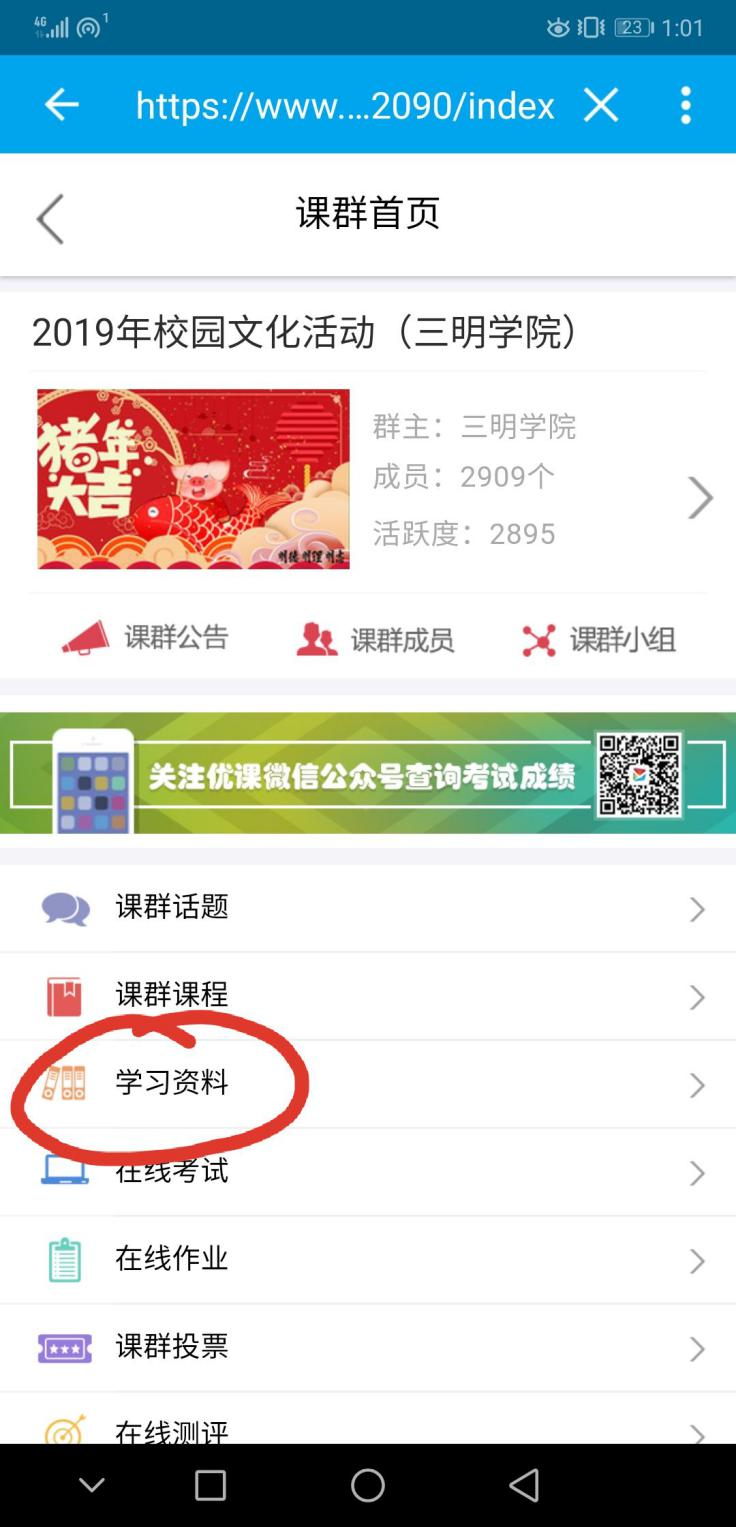 4G
1
23
1:01
https://www....2090/index
课群首页
2019年校园文化活动（三明学院）
猪年
大吉
群主：三明学院
成员：2909个
活跃度：2895
课群公告
课群成员
课群小组
关注优课微信公众号查询考试成绩
课群话题
课群课程
学习资料
在线考试
在线作业
课群投票
在线测评